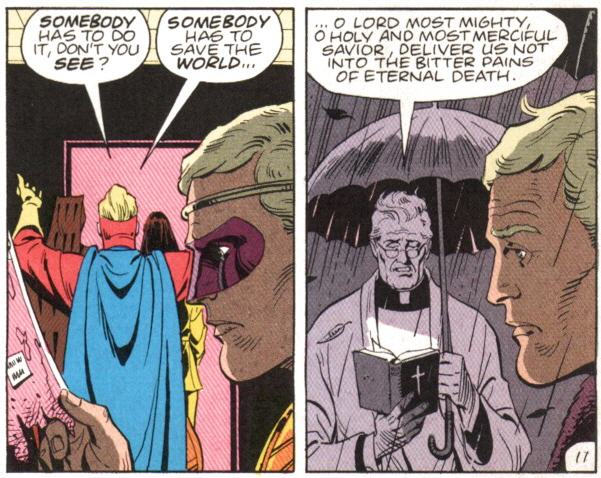 SOMEBODY
HAS TO DO
IT, DON'T YOU
SEE?
SOMEBODY
HAS TO
SAVE THE
WORLD...
... O LORD MOST MIGHTY,
O HOLY AND MOST MERCIFUL
SAVIOR, DELIVER US NOT
INTO THE BITTER PAINS
OF ETERNAL DEATH.
17